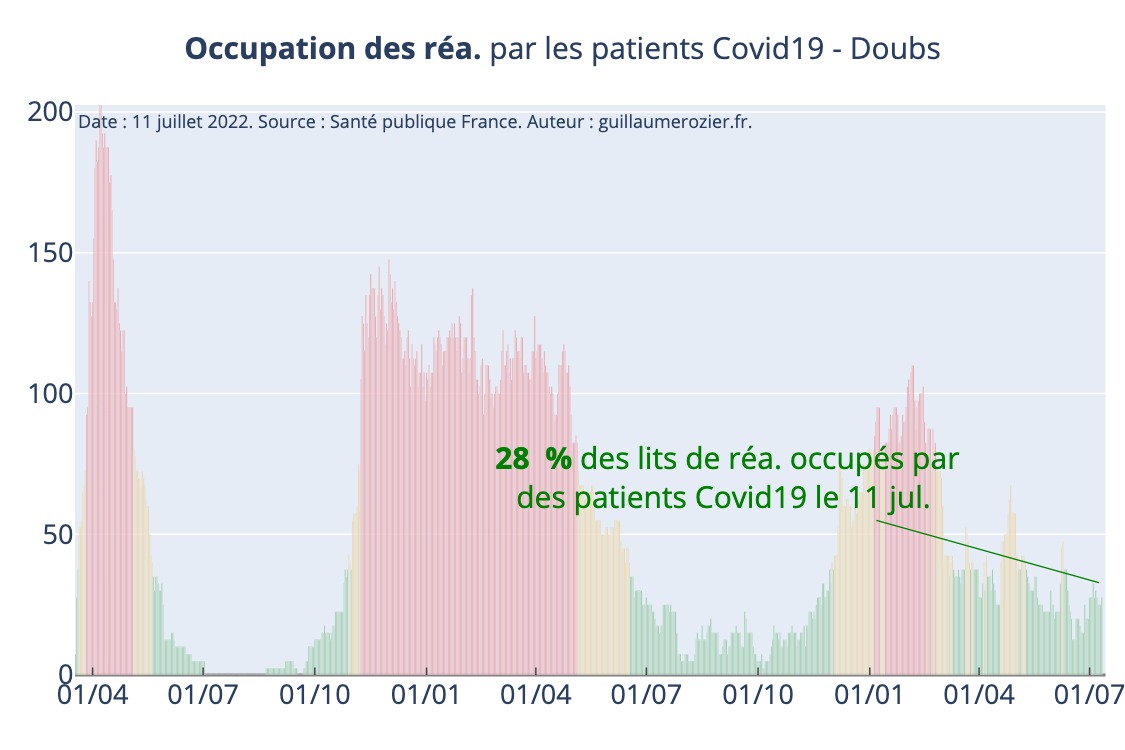 Occupation des réa. par les patients Covid19 - Doubs
200
Date : 11 juillet 2022. Source : Santé publique France. Auteur : guillaumerozier.fr.
150
100
28 % des lits de réa. occupés par
des patients Covid19 le 11 jul.
50
0
01/04 01/07 01/10 01/01 01/04 01/07 01/10 01/01 01/04 01/07